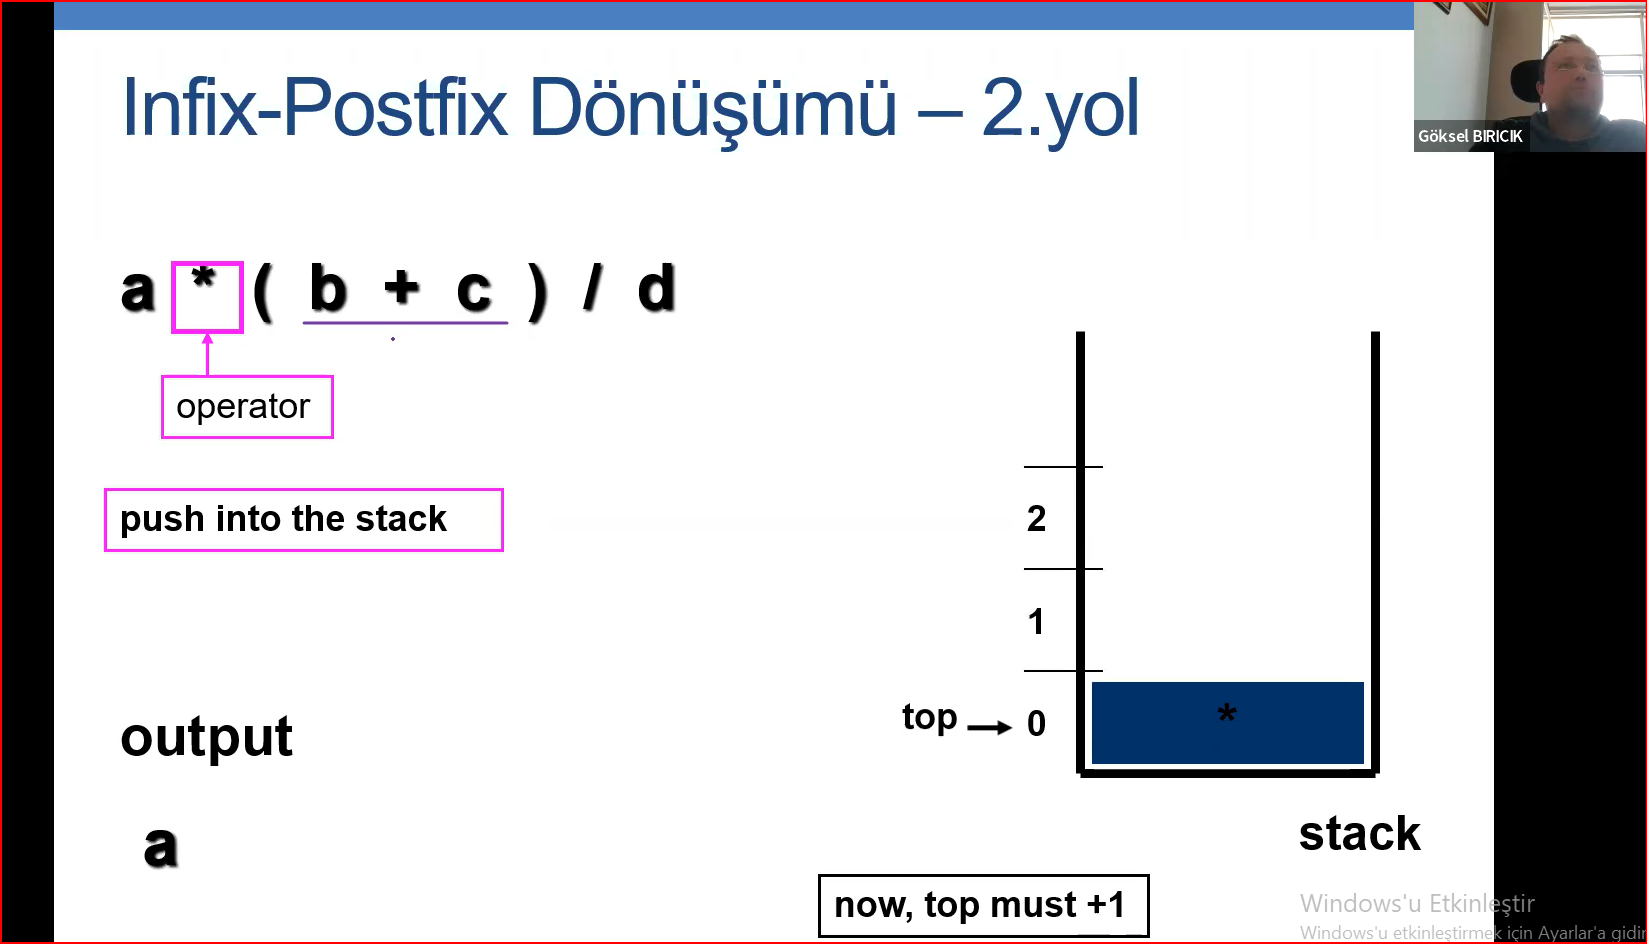 Infix-Postfix Dönüşümü – 2.yol
Göksel BIRICIK
a * ( b + c ) / d
operator
push into the stack
2
1
top 0
*
output
a
stack
now, top must +1
Windows'u Etkinleştir
Windows'u etkinleştirmek için Ayarlar'a gidin